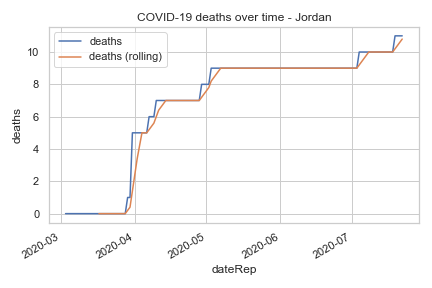 COVID-19 deaths over time - Jordan
deaths
deaths (rolling)
deaths
10
8
6
4
2
0
2020-03
2020-04
2020-05
2020-06
2020-07
dateRep